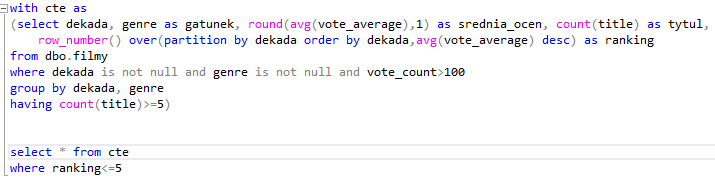 with cte as
(select dekada, genre as gatunek, round(avg(vote_average),1) as srednia_ocen, count(title) as tytul,
row_number() over(partition by dekada order by dekada,avg(vote_average) desc) as ranking
from dbo.filmy
where dekada is not null and genre is not null and vote_count>100
group by dekada, genre
having count(title)>=5)
select * from cte
where ranking<=5